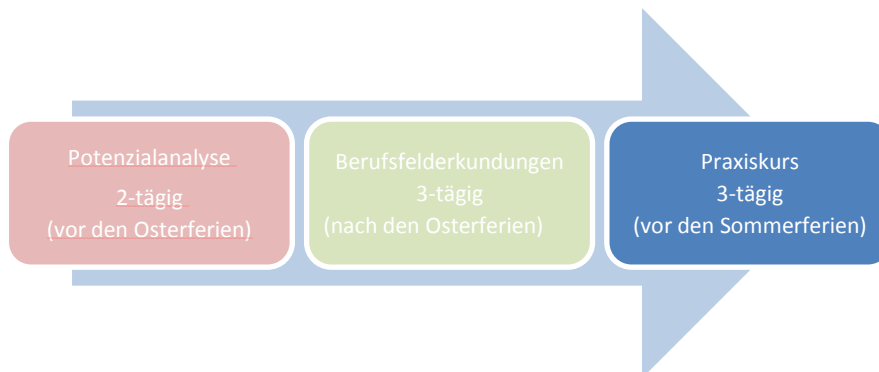 Potenzialanalyse
2-tägig
(vor den Osterferien)
Berufsfelderkundungen
3-tägig
(nach den Osterferien)
Praxiskurs
3-tägig
(vor den Sommerferien)